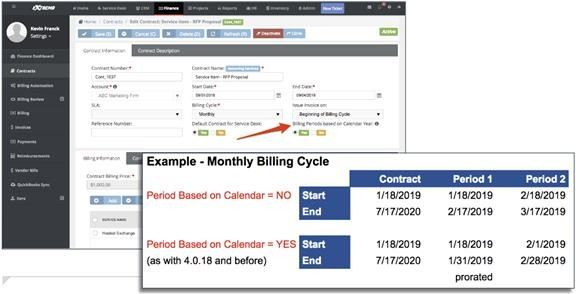 Home
Service Desk
CRM
Finance
Projects
Reports
HR
Inventory
Admin
New Ticket
Home / Contracts / Edit Contract: Service Item - RFP Proposal
Cont_1037
Kevin Franck
Settings
Save (S)
Cancel (C)
Delete (D)
Refresh (R)
Deactivate
Clone
Active
Finance Dashboard
Contracts
Billing Automation
Billing Review
Billing
Invoices
Payments
Reimbursements
Vendor Bills
QuickBooks Sync
Contract Information
Contract Description
Contract Number:*
Contract Name:
Recurring Service
Cont_1037
Service Item - RFP Proposal
Account:*
Start Date:*
End Date:*
ABC Marketing Firm
09/01/2019
09/04/2019
SLA:
Billing Cycle:*
Issue Invoice on:
Monthly
Beginning of Billing Cycle
Reference Number:
Default Contract for Service Desk:
Billing Periods based on Calendar Year:
Yes
No
Yes
No
Billing Information
Contract Billing Price:*
$1,000.00
Add
SERVICE NAME
Hosted Exchange
Example - Monthly Billing Cycle
Contract Period 1 Period 2
Period Based on Calendar = NO Start 1/18/2019 1/18/2019 2/18/2019
End 7/17/2020 2/17/2019 3/17/2019
Period Based on Calendar = YES Start 1/18/2019 1/18/2019 2/1/2019
(as with 4.0.18 and before) End 7/17/2020 1/31/2019 2/28/2019
prorated